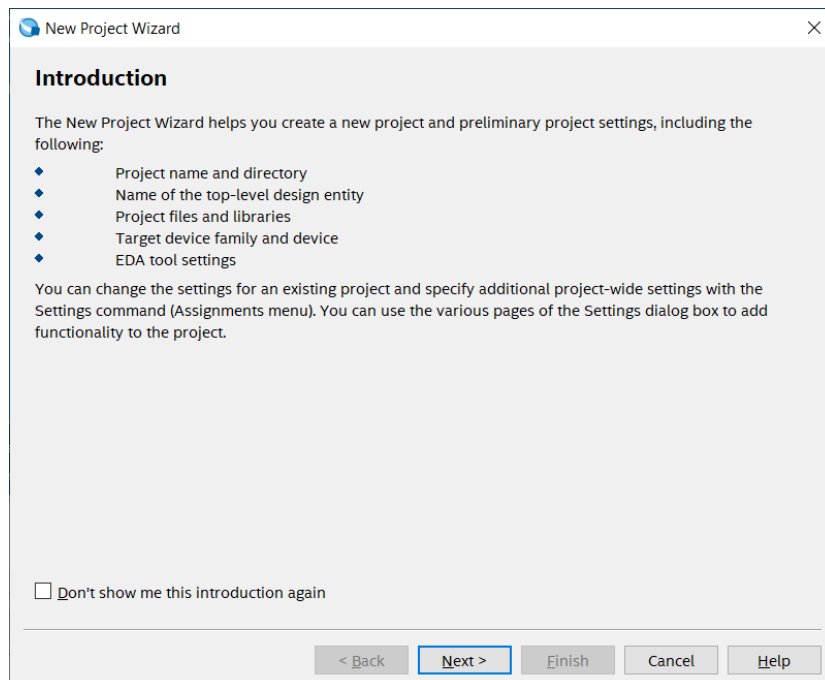 New Project Wizard
Introduction
The New Project Wizard helps you create a new project and preliminary project settings, including the
following:
Project name and directory
Name of the top-level design entity
Project files and libraries
Target device family and device
EDA tool settings
You can change the settings for an existing project and specify additional project-wide settings with the
Settings command (Assignments menu). You can use the various pages of the Settings dialog box to add
functionality to the project.
Don't show me this introduction again
< Back Next > Finish Cancel Help